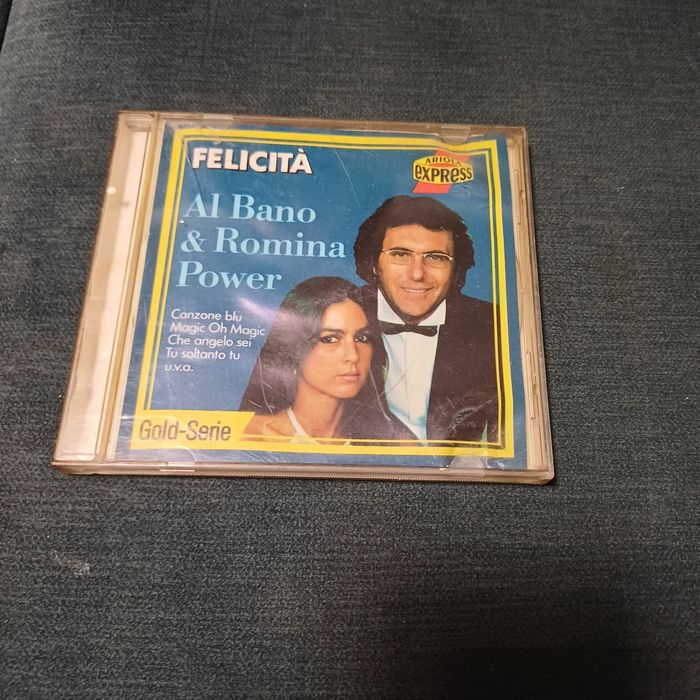 FELICITÀ
ARIOLA
express
Al Bano
& Romina
Power
Canzone blu
Magic Oh Magic
Che angelo sei
Tu soltanto tu
u.v.a.
Gold-Serie